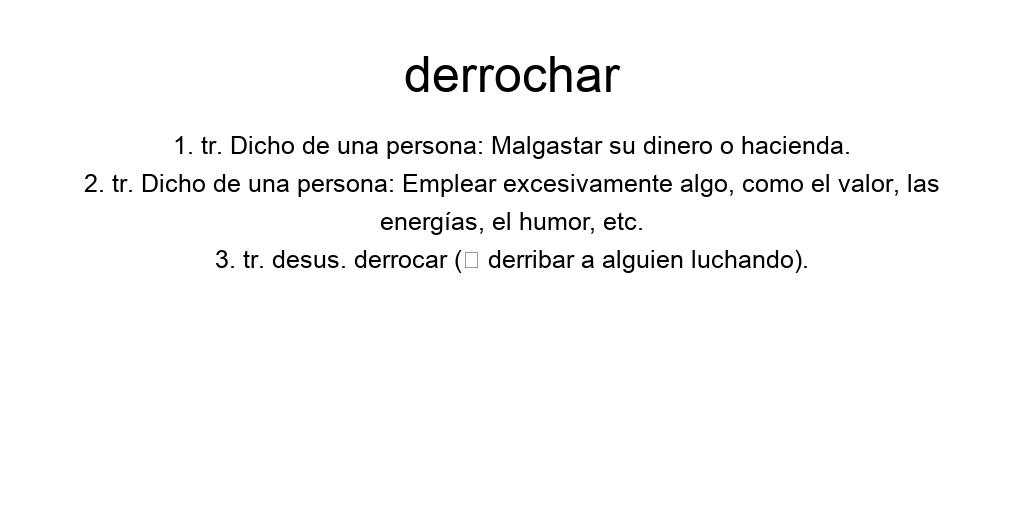 derrochar
1. tr. Dicho de una persona: Malgastar su dinero o hacienda.
2. tr. Dicho de una persona: Emplear excesivamente algo, como el valor, las
energías, el humor, etc.
3. tr. desus. derrocar (□ derribar a alguien luchando).